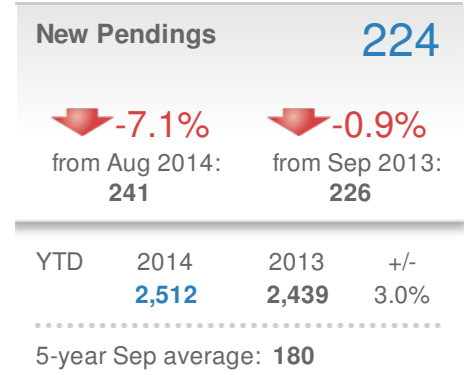 New Pendings 224
-7.1% -0.9%
from Aug 2014: from Sep 2013:
241 226
YTD 2014 2013 +/-
2,512 2,439 3.0%
5-year Sep average: 180